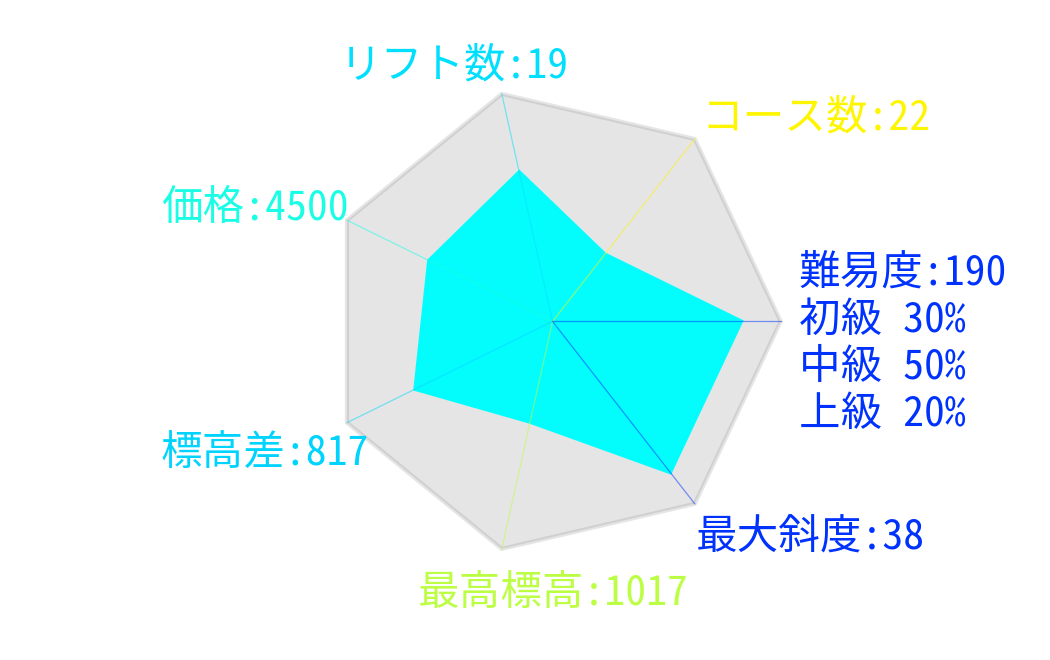 リフト数:19
コース数:22
価格:4500
難易度:190
初級 30%
中級 50%
上級 20%
標高差:817
最大斜度:38
最高標高:1017